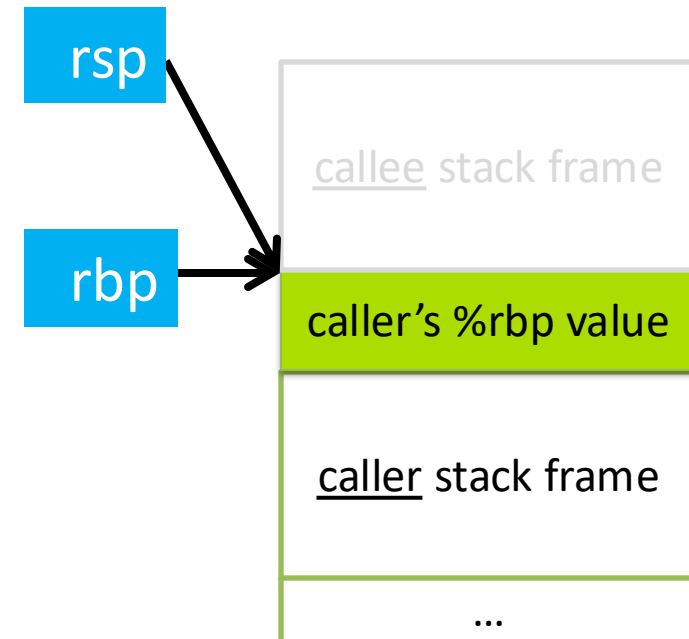 rsp
callee stack frame
rbp
caller’s %rbp value
caller stack frame
...